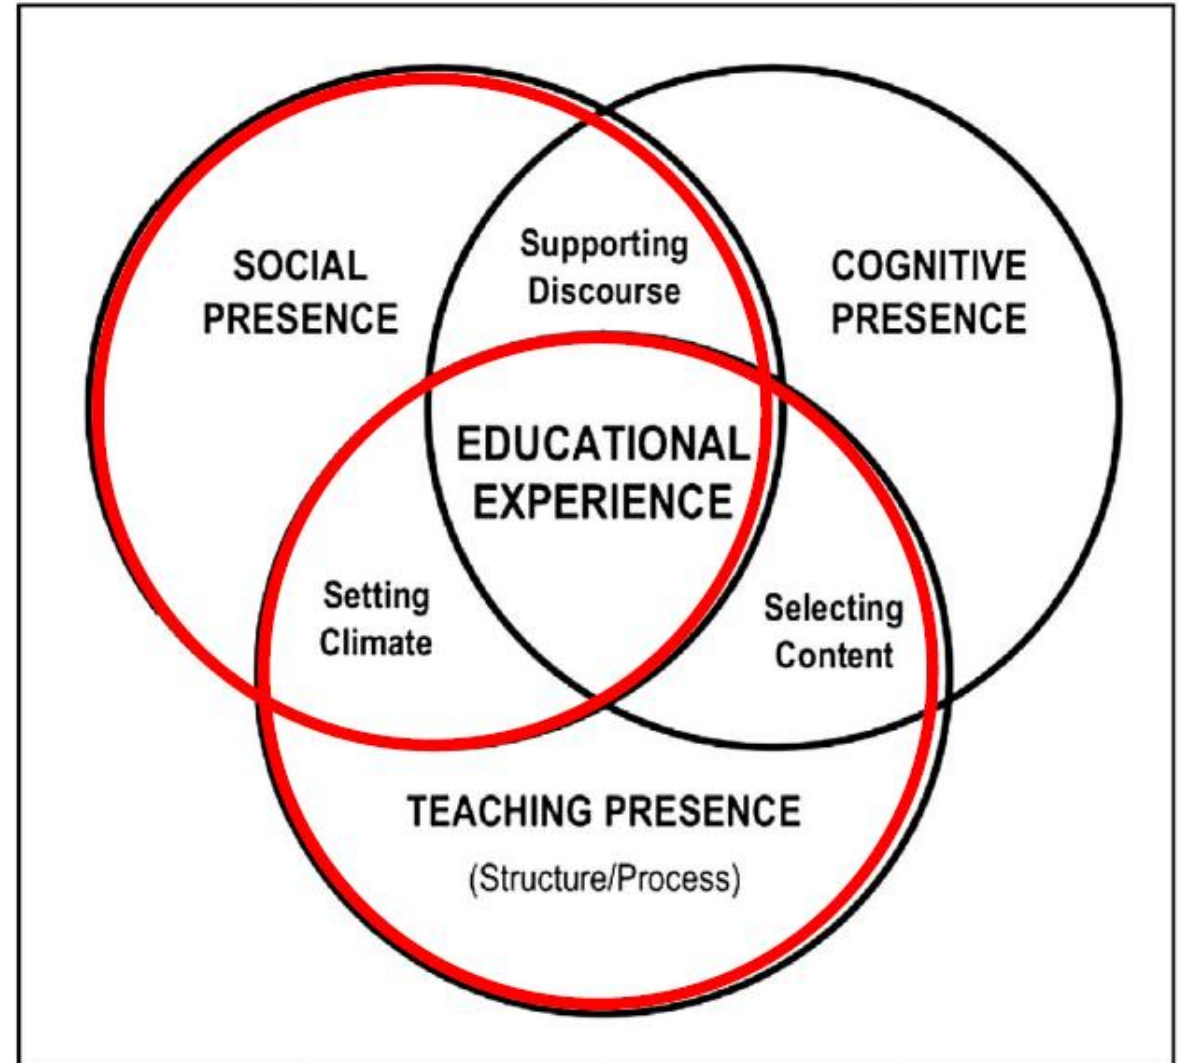 Supporting
Discourse
SOCIAL
PRESENCE
COGNITIVE
PRESENCE
EDUCATIONAL
EXPERIENCE
Setting
Climate
Selecting
Content
TEACHING PRESENCE
(Structure/Process)